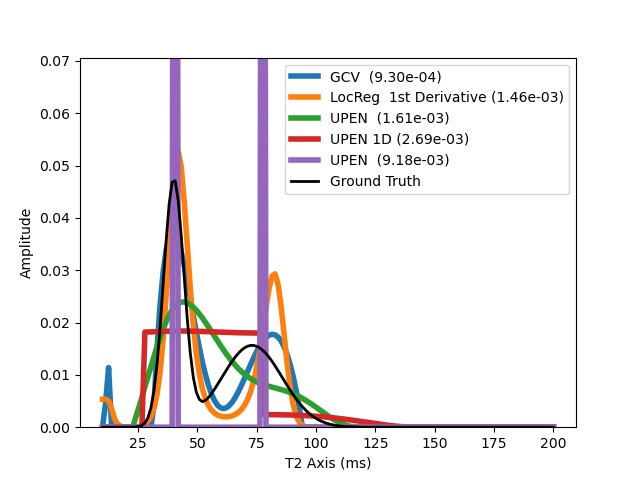 0.07
0.06
0.05
0.04
0.03
0.02
0.01
0.00
Amplitude
GCV  (9.30e-04)
LocReg  1st Derivative (1.46e-03)
UPEN  (1.61e-03)
UPEN 1D (2.69e-03)
UPEN  (9.18e-03)
Ground Truth
25 50 75 100 125 150 175 200
T2 Axis (ms)